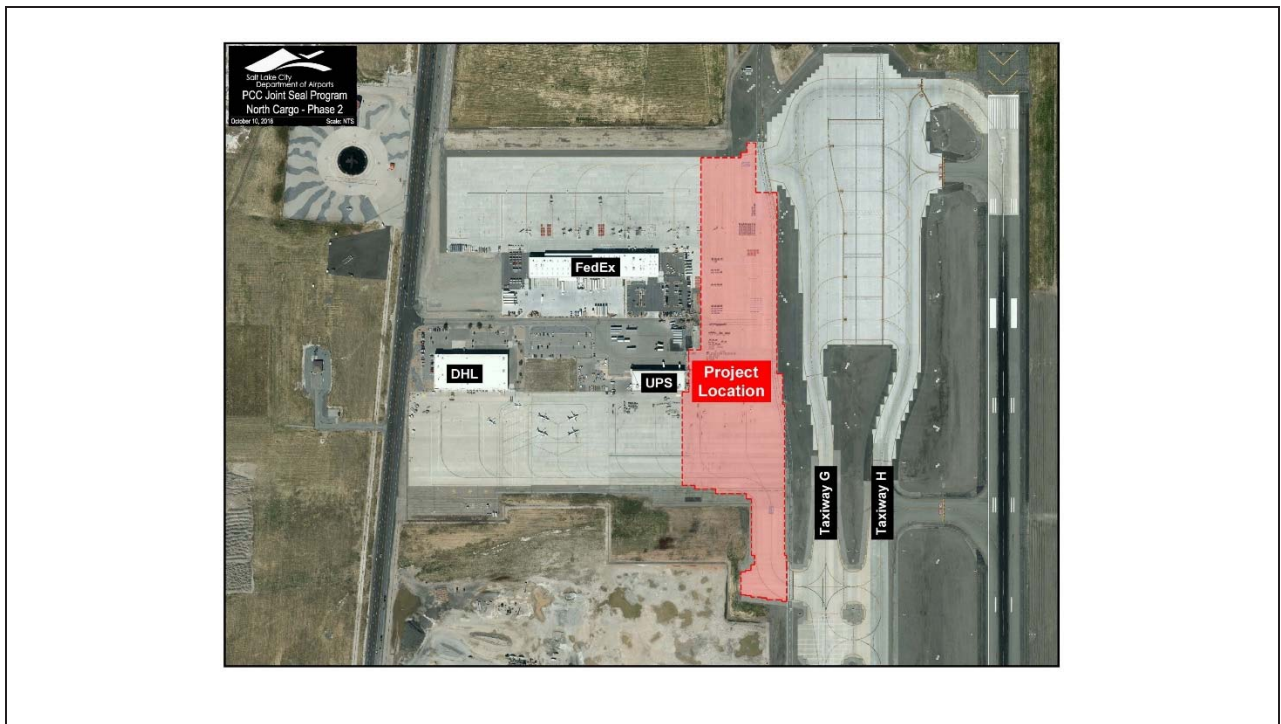 Salt Lake City
Department of Airports
PCC Joint Seal Program
North Cargo - Phase 2
October 10, 2016 Scale: NTS
FedEx
DHL
UPS
Project
Location
Taxiway G
Taxiway H